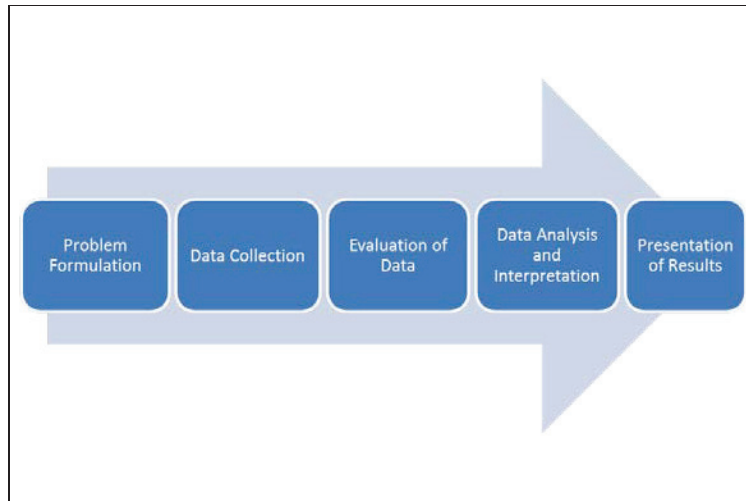 Problem
Formulation
Data Collection
Evaluation of
Data
Data Analysis
and
Interpretation
Presentation
of Results